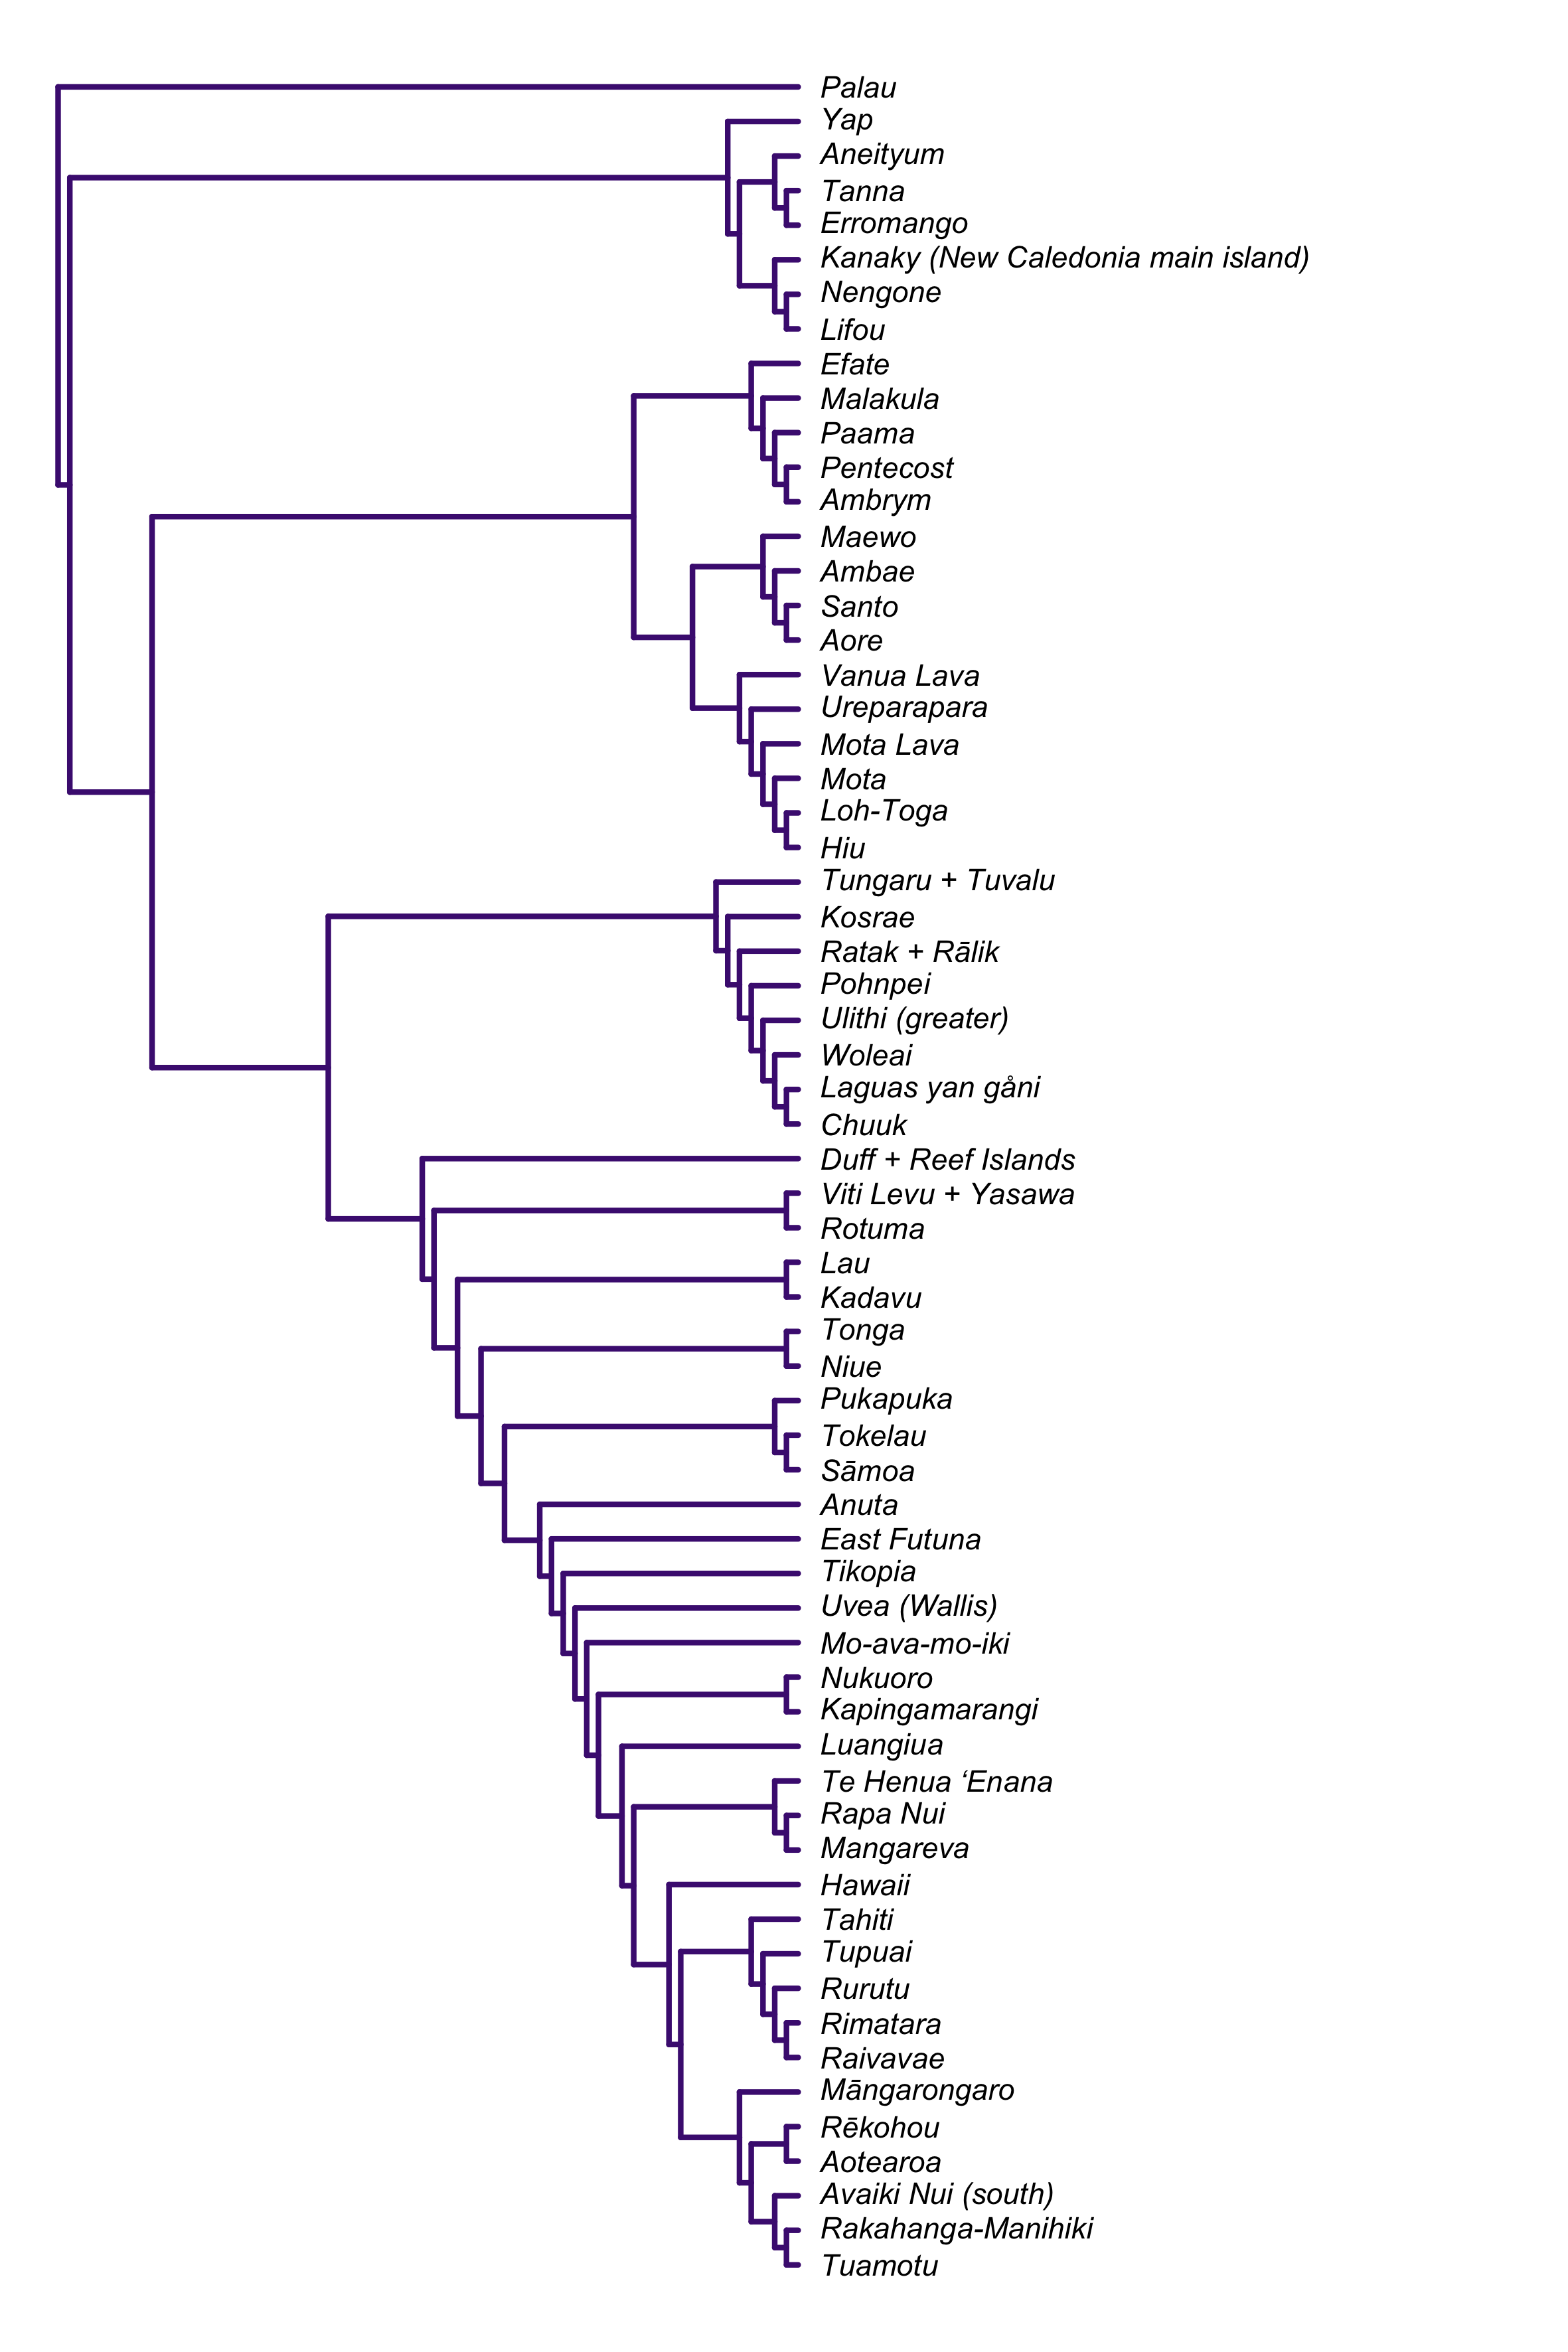 Palau
Yap
Aneityum
Tanna
Erromango
Kanaky (New Caledonia main island)
Nengone
Lifou
Efate
Malakula
Paama
Pentecost
Ambrym
Maewo
Ambae
Santo
Aore
Vanua Lava
Ureparapara
Mota Lava
Mota
Loh-Toga
Hiu
Tungaru + Tuvalu
Kosrae
Ratak + Rālik
Pohnpei
Ulithi (greater)
Woleai
Laguas yan gåni
Chuuk
Duff + Reef Islands
Viti Levu + Yasawa
Rotuma
Lau
Kadavu
Tonga
Niue
Pukapuka
Tokelau
Sāmoa
Anuta
East Futuna
Tikopia
Uvea (Wallis)
Mo-ava-mo-iki
Nukuoro
Kapingamarangi
Luangiua
Te Henua ‘Enana
Rapa Nui
Mangareva
Hawaii
Tahiti
Tupuai
Rurutu
Rimatara
Raivavae
Māngarongaro
Rēkohou
Aotearoa
Avaiki Nui (south)
Rakahanga-Manihiki
Tuamotu